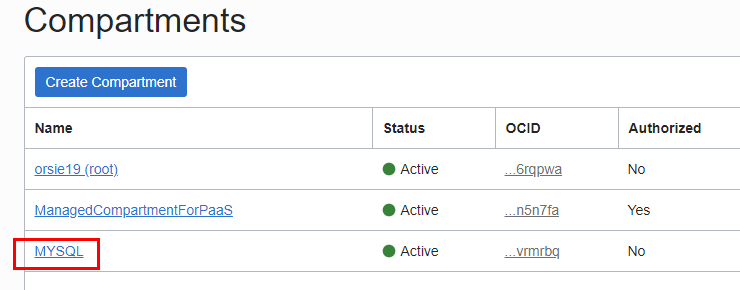 Compartments
Create Compartment
Name Status OCID Authorized
orsie19 (root) Active ...6rqpwa No
ManagedCompartmentForPaaS Active ...n5n7fa Yes
MYSQL Active ...vrmrbq No